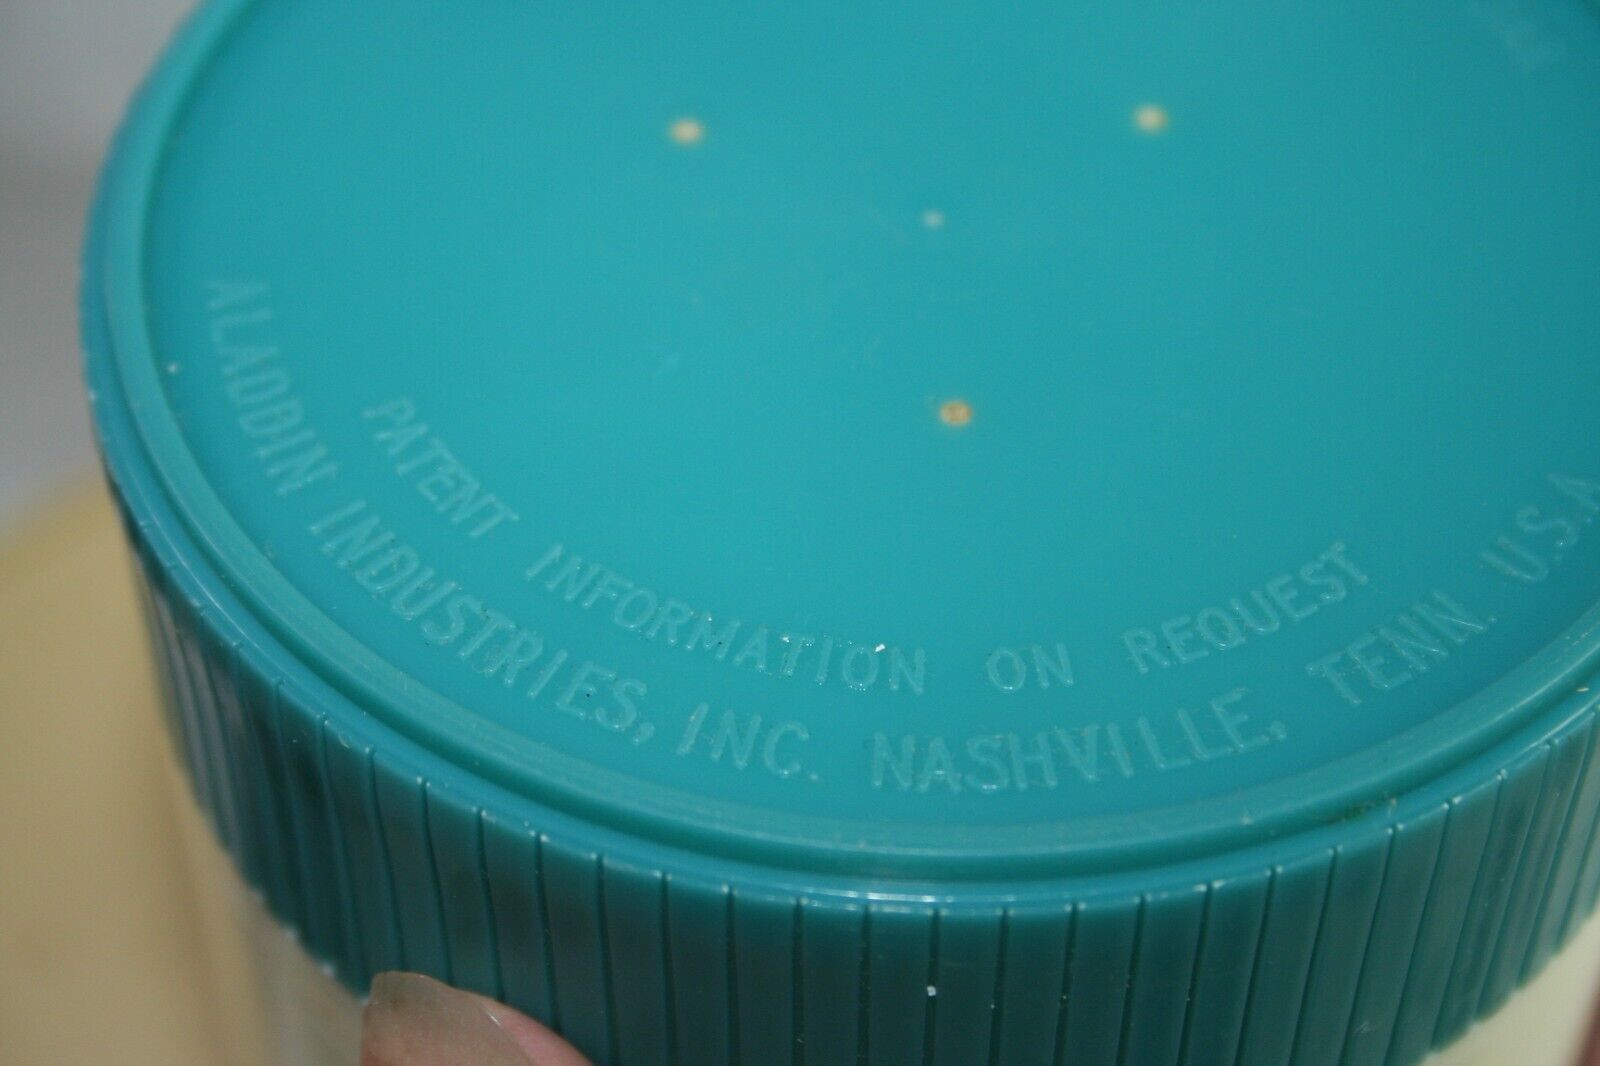 PATENT INFORMATION ON REQUEST
ALADDIN INDUSTRIES, INC. NASHVILLE, TENN. U.S.A